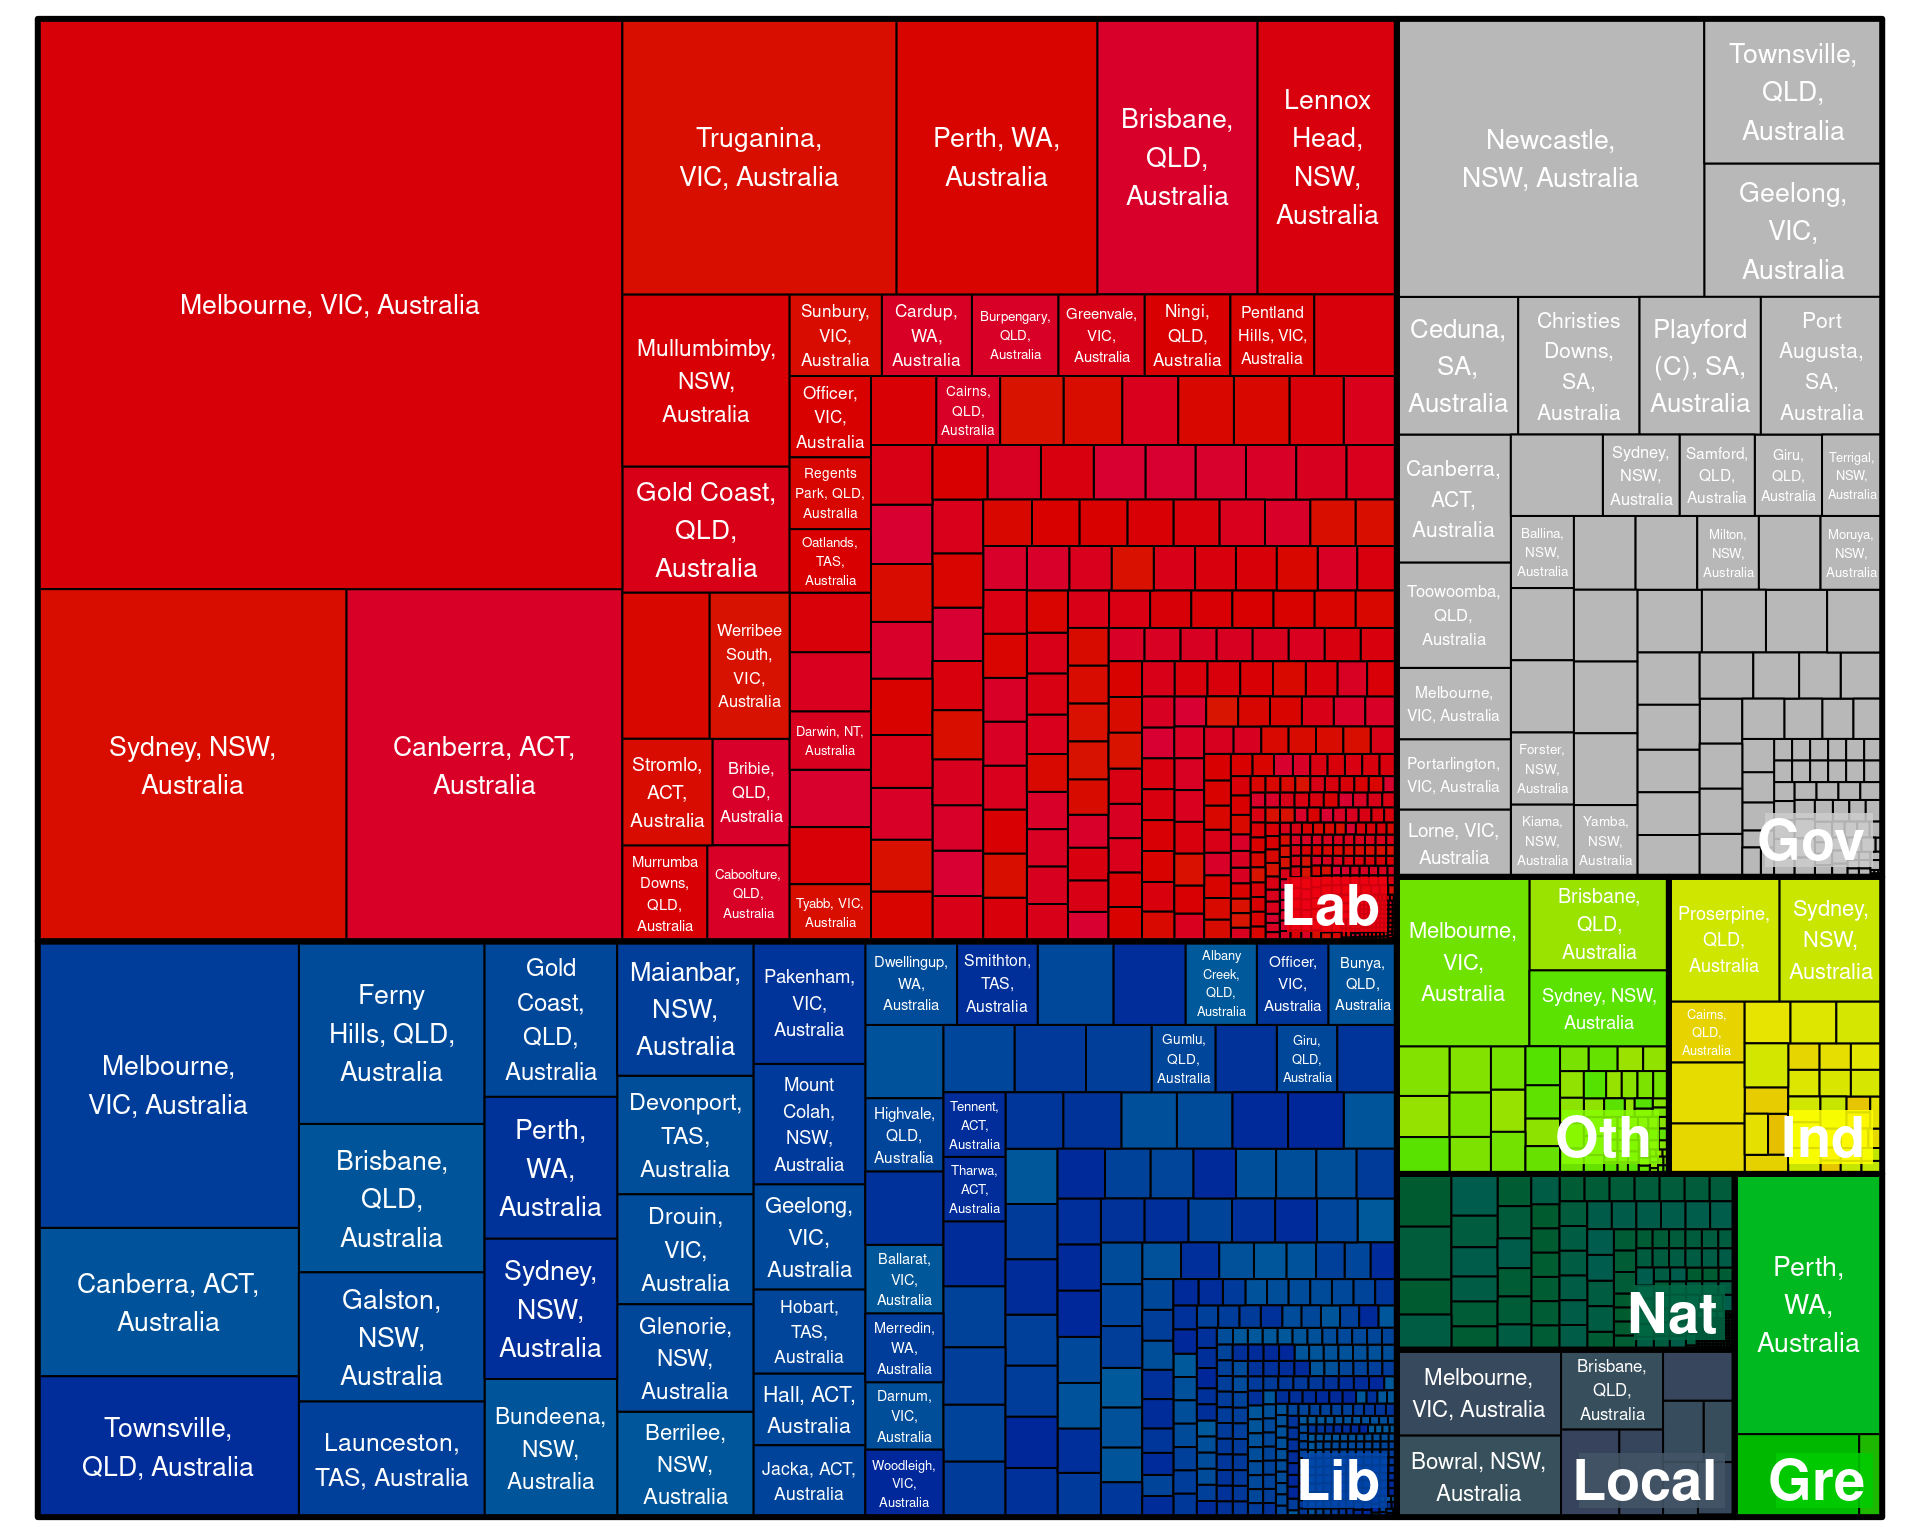 Melbourne, VIC, Australia
Sydney, NSW,
Australia
Canberra, ACT,
Australia
Truganina,
VIC, Australia
Perth, WA,
Australia
Brisbane,
QLD,
Australia
Lennox
Head,
NSW,
Australia
Mullumbimby,
NSW,
Australia
Gold Coast,
QLD,
Australia
Werribee
South,
VIC,
Australia
Stromlo,
ACT,
Australia
Bribie,
QLD,
Australia
Murrumba
Downs,
QLD,
Australia
Caboolture,
QLD,
Australia
Sunbury,
VIC,
Australia
Cardup,
WA,
Australia
Burpengary,
QLD,
Australia
Greenvale,
VIC,
Australia
Ningi,
QLD,
Australia
Pentland
Hills, VIC,
Australia
Officer,
VIC,
Australia
Cairns,
QLD,
Australia
Regents
Park, QLD,
Australia
Oatlands,
TAS,
Australia
Darwin, NT,
Australia
Tyabb, VIC,
Australia
Lab
Newcastle,
NSW, Australia
Townsville,
QLD,
Australia
Geelong,
VIC,
Australia
Ceduna,
SA,
Australia
Christies
Downs,
SA,
Australia
Playford
(C), SA,
Australia
Port
Augusta,
SA,
Australia
Canberra,
ACT,
Australia
Sydney,
NSW,
Australia
Samford,
QLD,
Australia
Giru,
QLD,
Australia
Terrigal,
NSW,
Australia
Ballina,
NSW,
Australia
Milton,
NSW,
Australia
Moruya,
NSW,
Australia
Toowoomba,
QLD,
Australia
Melbourne,
VIC, Australia
Portarlington,
VIC, Australia
Forster,
NSW,
Australia
Lorne, VIC,
Australia
Kiama,
NSW,
Australia
Yamba,
NSW,
Australia
Gov
Melbourne,
VIC, Australia
Canberra, ACT,
Australia
Townsville,
QLD, Australia
Ferny
Hills, QLD,
Australia
Brisbane,
QLD,
Australia
Galston,
NSW,
Australia
Launceston,
TAS, Australia
Gold
Coast,
QLD,
Australia
Perth,
WA,
Australia
Sydney,
NSW,
Australia
Bundeena,
NSW,
Australia
Maianbar,
NSW,
Australia
Devonport,
TAS,
Australia
Drouin,
VIC,
Australia
Glenorie,
NSW,
Australia
Berrilee,
NSW,
Australia
Pakenham,
VIC,
Australia
Mount
Colah,
NSW,
Australia
Geelong,
VIC,
Australia
Hobart,
TAS,
Australia
Hall, ACT,
Australia
Jacka, ACT,
Australia
Dwellingup,
WA,
Australia
Smithton,
TAS,
Australia
Albany
Creek,
QLD,
Australia
Officer,
VIC,
Australia
Bunya,
QLD,
Australia
Gumlu,
QLD,
Australia
Giru,
QLD,
Australia
Highvale,
QLD,
Australia
Tennent,
ACT,
Australia
Tharwa,
ACT,
Australia
Ballarat,
VIC,
Australia
Merredin,
WA,
Australia
Darnum,
VIC,
Australia
Woodleigh,
VIC,
Australia
Lib
Melbourne,
VIC,
Australia
Brisbane,
QLD,
Australia
Sydney, NSW,
Australia
Oth
Proserpine,
QLD,
Australia
Sydney,
NSW,
Australia
Cairns,
QLD,
Australia
Ind
Nat
Perth,
WA,
Australia
Gre
Melbourne,
VIC, Australia
Brisbane,
QLD,
Australia
Bowral, NSW,
Australia
Local